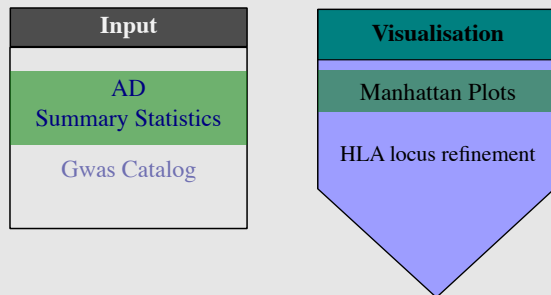 Input
AD
Summary Statistics
Gwas Catalog
Visualisation
Manhattan Plots
HLA locus refinement